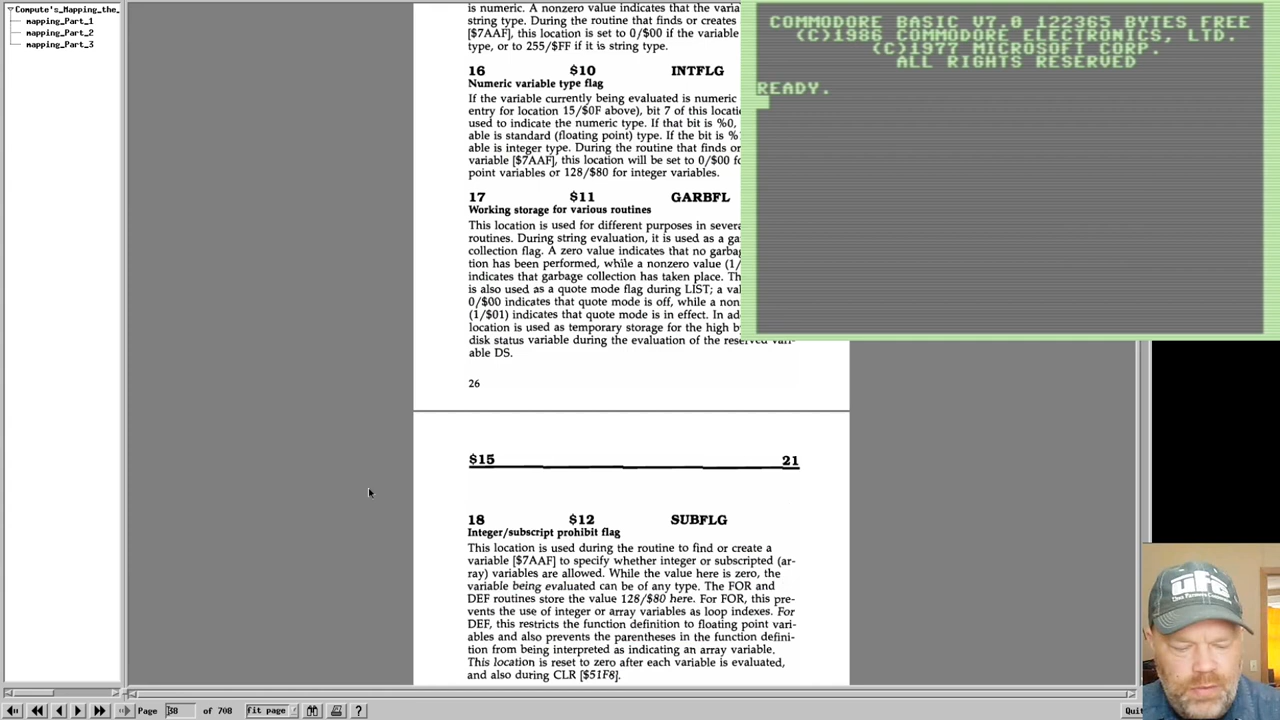 Compute's_Mapping_the_
mapping_Part_1
mapping_Part_2
mapping_Part_3
is numeric. A nonzero value indicates that the varia
string type. During the routine that finds or creates
[$7AAF], this location is set to 0/$00 if the variable
type, or to 255/$FF if it is string type.
16 $10 INTFLG
Numeric variable type flag
If the variable currently being evaluated is numeric
entry for location 15/$0F above), bit 7 of this locati
used to indicate the numeric type. If that bit is %0,
able is standard (floating point) type. If the bit is %
able is integer type. During the routine that finds or
variable [$7AAF], this location will be set to 0/$00 fo
point variables or 128/$80 for integer variables.
17 $11 GARBFL
Working storage for various routines
This location is used for different purposes in severa
routines. During string evaluation, it is used as a ga
collection flag. A zero value indicates that no garbag
tion has been performed, while a nonzero value (1/
indicates that garbage collection has taken place. Th
is also used as a quote mode flag during LIST; a va
0/$00 indicates that quote mode is off, while a non
(1/$01) indicates that quote mode is in effect. In ad
location is used as temporary storage for the high b
disk status variable during the evaluation of the reserved vari-
able DS.
26
$15 21
18 $12 SUBFLG
Integer/subscript prohibit flag
This location is used during the routine to find or create a
variable [$7AAF] to specify whether integer or subscripted (ar-
ray) variables are allowed. While the value here is zero, the
variable being evaluated can be of any type. The FOR and
DEF routines store the value 128/$80 here. For FOR, this pre-
vents the use of integer or array variables as loop indexes. For
DEF, this restricts the function definition to floating point vari-
ables and also prevents the parentheses in the function defini-
tion from being interpreted as indicating an array variable.
This location is reset to zero after each variable is evaluated,
and also during CLR [$51F8].
COMMODORE BASIC V7.0 122365 BYTES FREE
(C)1986 COMMODORE ELECTRONICS, LTD.
(C)1977 MICROSOFT CORP.
ALL RIGHTS RESERVED
READY.
Page 38 of 708 fit page ?
Quit
UFC